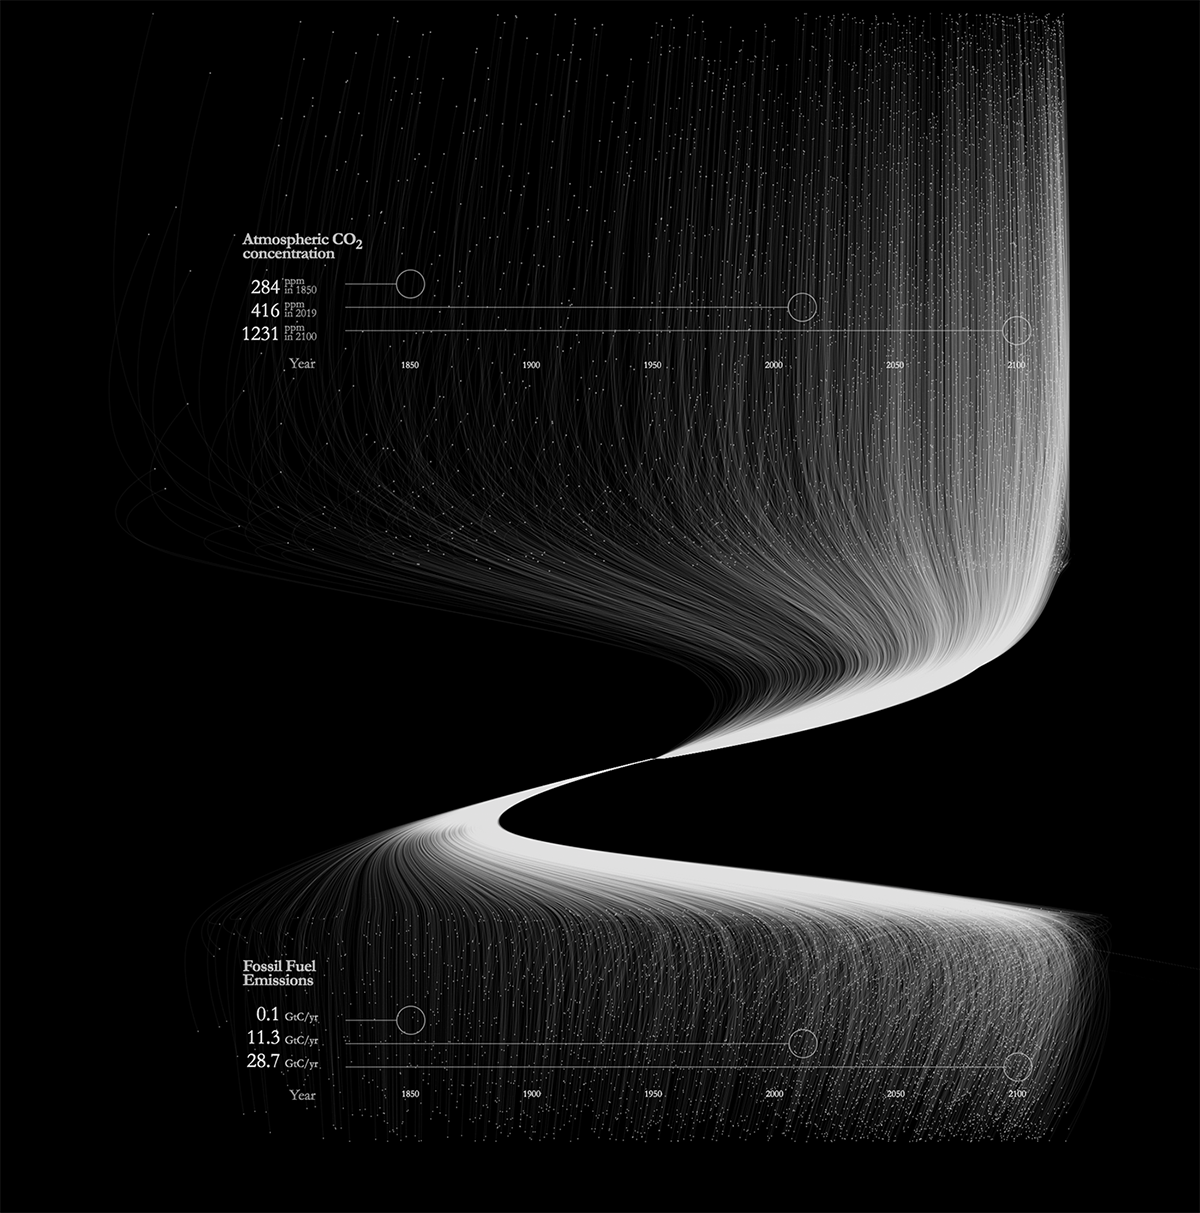 Atmospheric CO₂
concentration
284 ppm in 1850
416 ppm in 2019
1231 ppm in 2100
Year 1850 1900 1950 2000 2050 2100
Fossil Fuel
Emissions
0.1 GtC/yr
11.3 GtC/yr
28.7 GtC/yr
Year 1850 1900 1950 2000 2050 2100